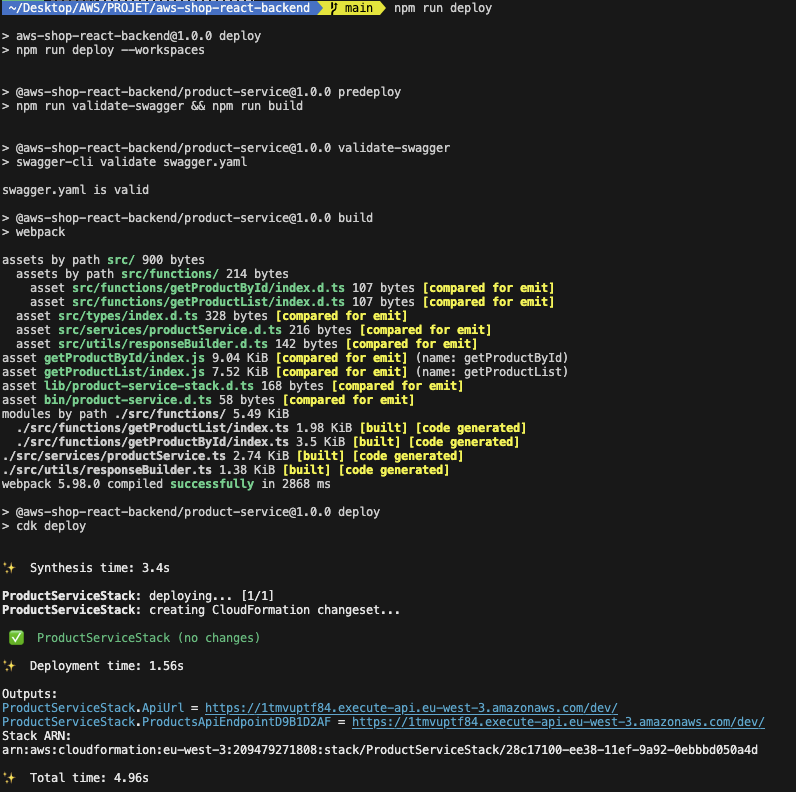 ~/Desktop/AWS/PROJET/aws-shop-react-backend main npm run deploy
> aws-shop-react-backend@1.0.0 deploy
> npm run deploy --workspaces
> @aws-shop-react-backend/product-service@1.0.0 predeploy
> npm run validate-swagger && npm run build
> @aws-shop-react-backend/product-service@1.0.0 validate-swagger
> swagger-cli validate swagger.yaml
swagger.yaml is valid
> @aws-shop-react-backend/product-service@1.0.0 build
> webpack
assets by path src/ 900 bytes
  assets by path src/functions/ 214 bytes
    asset src/functions/getProductById/index.d.ts 107 bytes [compared for emit]
    asset src/functions/getProductList/index.d.ts 107 bytes [compared for emit]
  asset src/types/index.d.ts 328 bytes [compared for emit]
  asset src/services/productService.d.ts 216 bytes [compared for emit]
  asset src/utils/responseBuilder.d.ts 142 bytes [compared for emit]
asset getProductById/index.js 9.04 KiB [compared for emit] (name: getProductById)
asset getProductList/index.js 7.52 KiB [compared for emit] (name: getProductList)
asset lib/product-service-stack.d.ts 168 bytes [compared for emit]
asset bin/product-service.d.ts 58 bytes [compared for emit]
modules by path ./src/functions/ 5.49 KiB
  ./src/functions/getProductList/index.ts 1.98 KiB [built] [code generated]
  ./src/functions/getProductById/index.ts 3.5 KiB [built] [code generated]
./src/services/productService.ts 2.74 KiB [built] [code generated]
./src/utils/responseBuilder.ts 1.38 KiB [built] [code generated]
webpack 5.98.0 compiled successfully in 2868 ms
> @aws-shop-react-backend/product-service@1.0.0 deploy
> cdk deploy
✨ Synthesis time: 3.4s
ProductServiceStack: deploying... [1/1]
ProductServiceStack: creating CloudFormation changeset...
✅ ProductServiceStack (no changes)
✨ Deployment time: 1.56s
Outputs:
ProductServiceStack.ApiUrl = https://1tmvuptf84.execute-api.eu-west-3.amazonaws.com/dev/
ProductServiceStack.ProductsApiEndpointD9B1D2AF = https://1tmvuptf84.execute-api.eu-west-3.amazonaws.com/dev/
Stack ARN:
arn:aws:cloudformation:eu-west-3:209479271808:stack/ProductServiceStack/28c17100-ee38-11ef-9a92-0ebbbd050a4d
✨ Total time: 4.96s